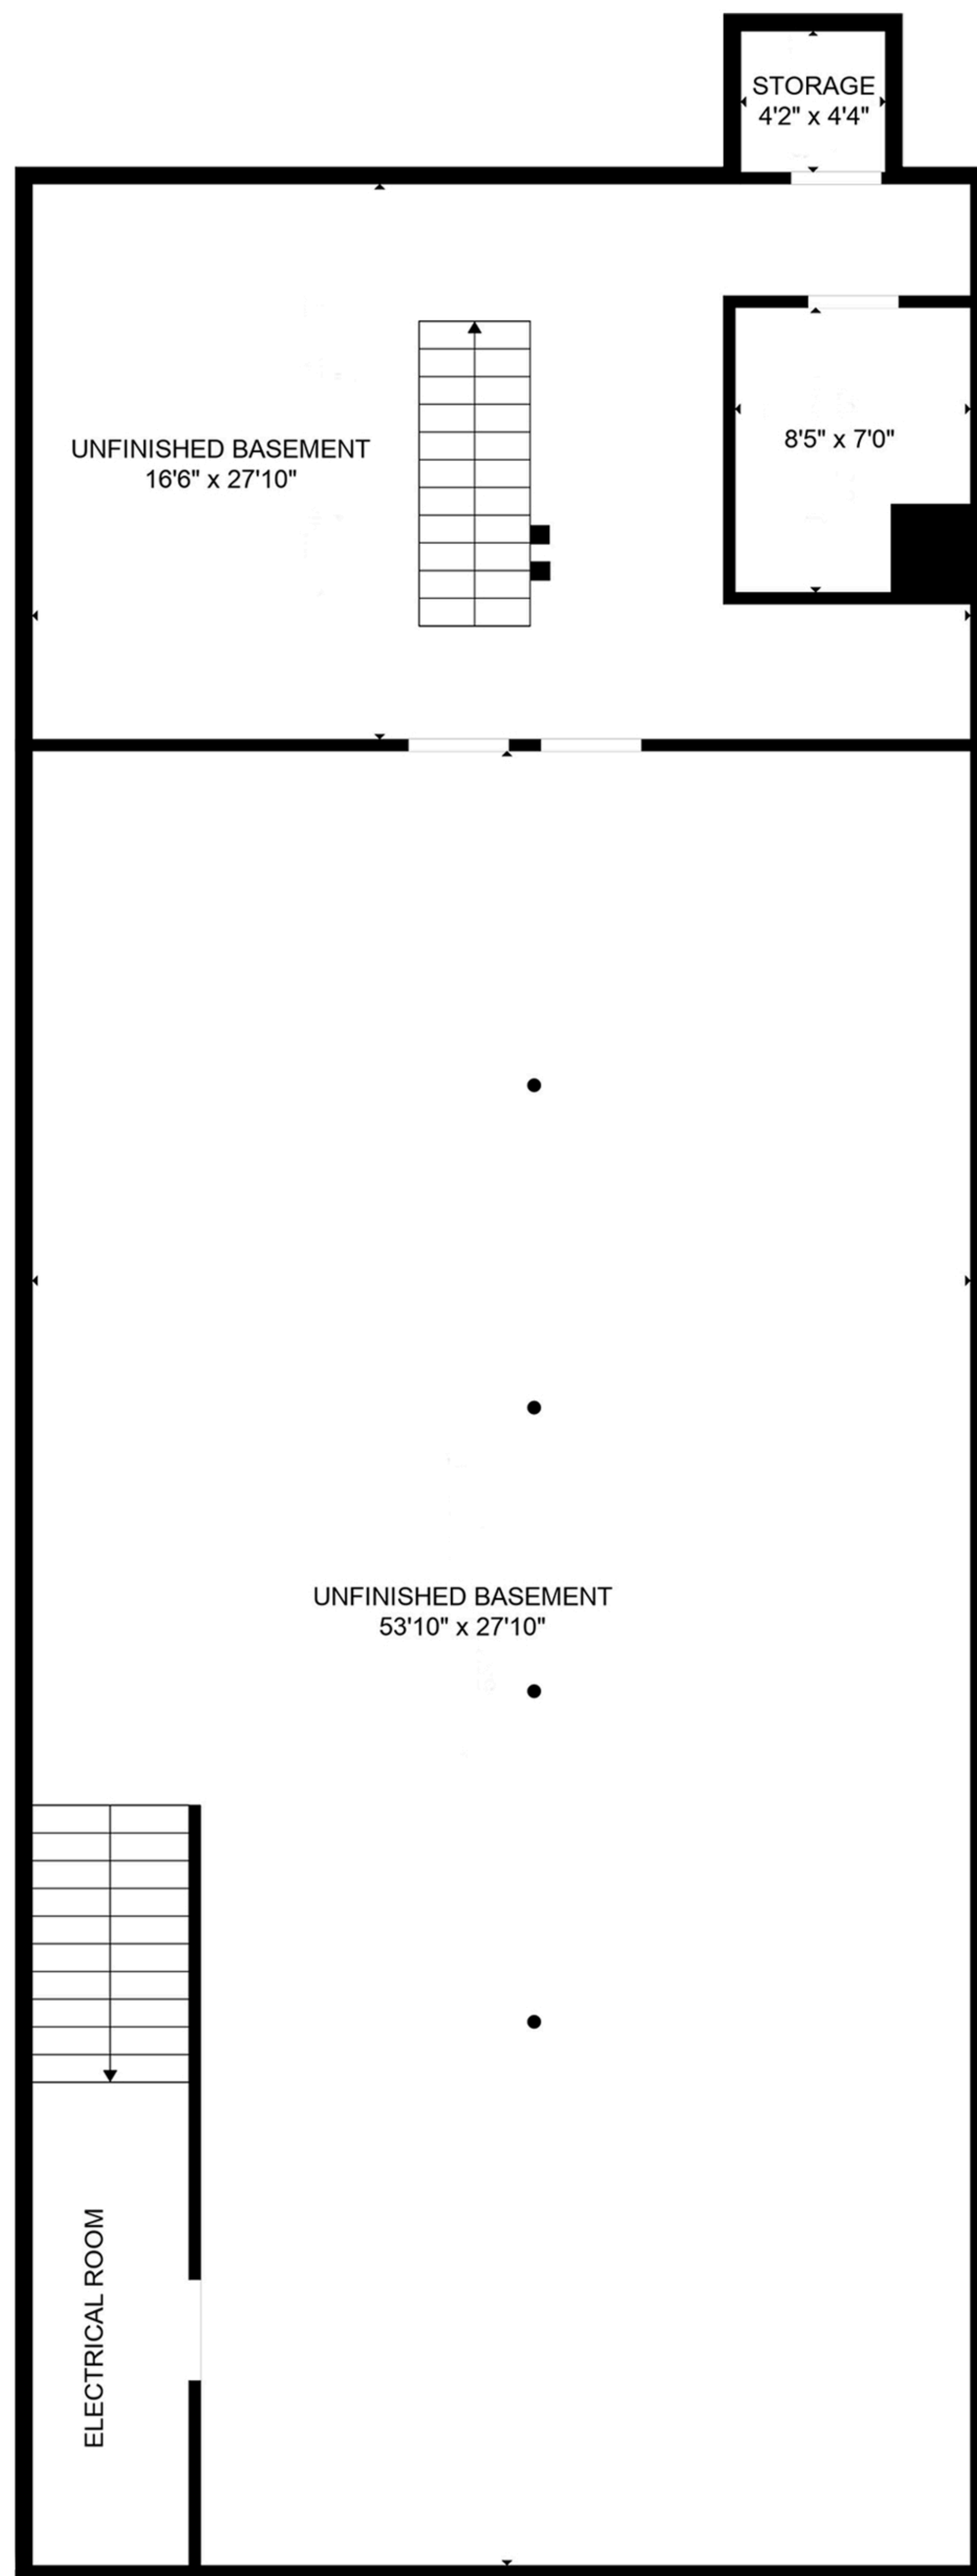 STORAGE
4'2" x 4'4"
UNFINISHED BASEMENT
16'6" x 27'10"
8'5" x 7'0"
UNFINISHED BASEMENT
53'10" x 27'10"
ELECTRICAL ROOM